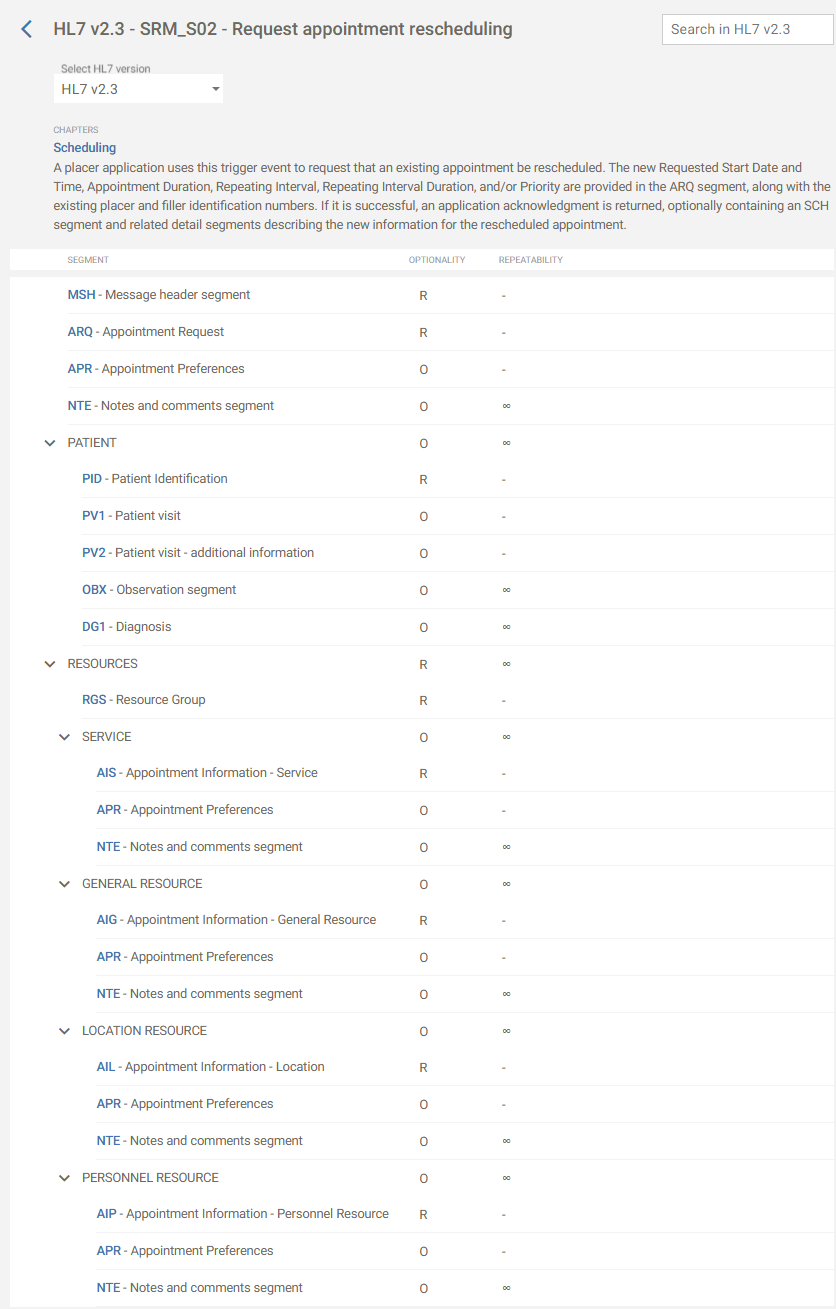 HL7 v2.3 - SRM_S02 - Request appointment rescheduling
Search in HL7 v2.3
Select HL7 version
HL7 v2.3
CHAPTERS
Scheduling
A placer application uses this trigger event to request that an existing appointment be rescheduled. The new Requested Start Date and
Time, Appointment Duration, Repeating Interval, Repeating Interval Duration, and/or Priority are provided in the ARQ segment, along with the
existing placer and filler identification numbers. If it is successful, an application acknowledgment is returned, optionally containing an SCH
segment and related detail segments describing the new information for the rescheduled appointment.
SEGMENT OPTIONALITY REPEATABILITY
MSH - Message header segment R -
ARQ - Appointment Request R -
APR - Appointment Preferences O -
NTE - Notes and comments segment O ∞
PATIENT O ∞
PID - Patient Identification R -
PV1 - Patient visit O -
PV2 - Patient visit - additional information O -
OBX - Observation segment O ∞
DG1 - Diagnosis O ∞
RESOURCES R ∞
RGS - Resource Group R -
SERVICE O ∞
AIS - Appointment Information - Service R -
APR - Appointment Preferences O -
NTE - Notes and comments segment O ∞
GENERAL RESOURCE O ∞
AIG - Appointment Information - General Resource R -
APR - Appointment Preferences O -
NTE - Notes and comments segment O ∞
LOCATION RESOURCE O ∞
AIL - Appointment Information - Location R -
APR - Appointment Preferences O -
NTE - Notes and comments segment O ∞
PERSONNEL RESOURCE O ∞
AIP - Appointment Information - Personnel Resource R -
APR - Appointment Preferences O -
NTE - Notes and comments segment O ∞